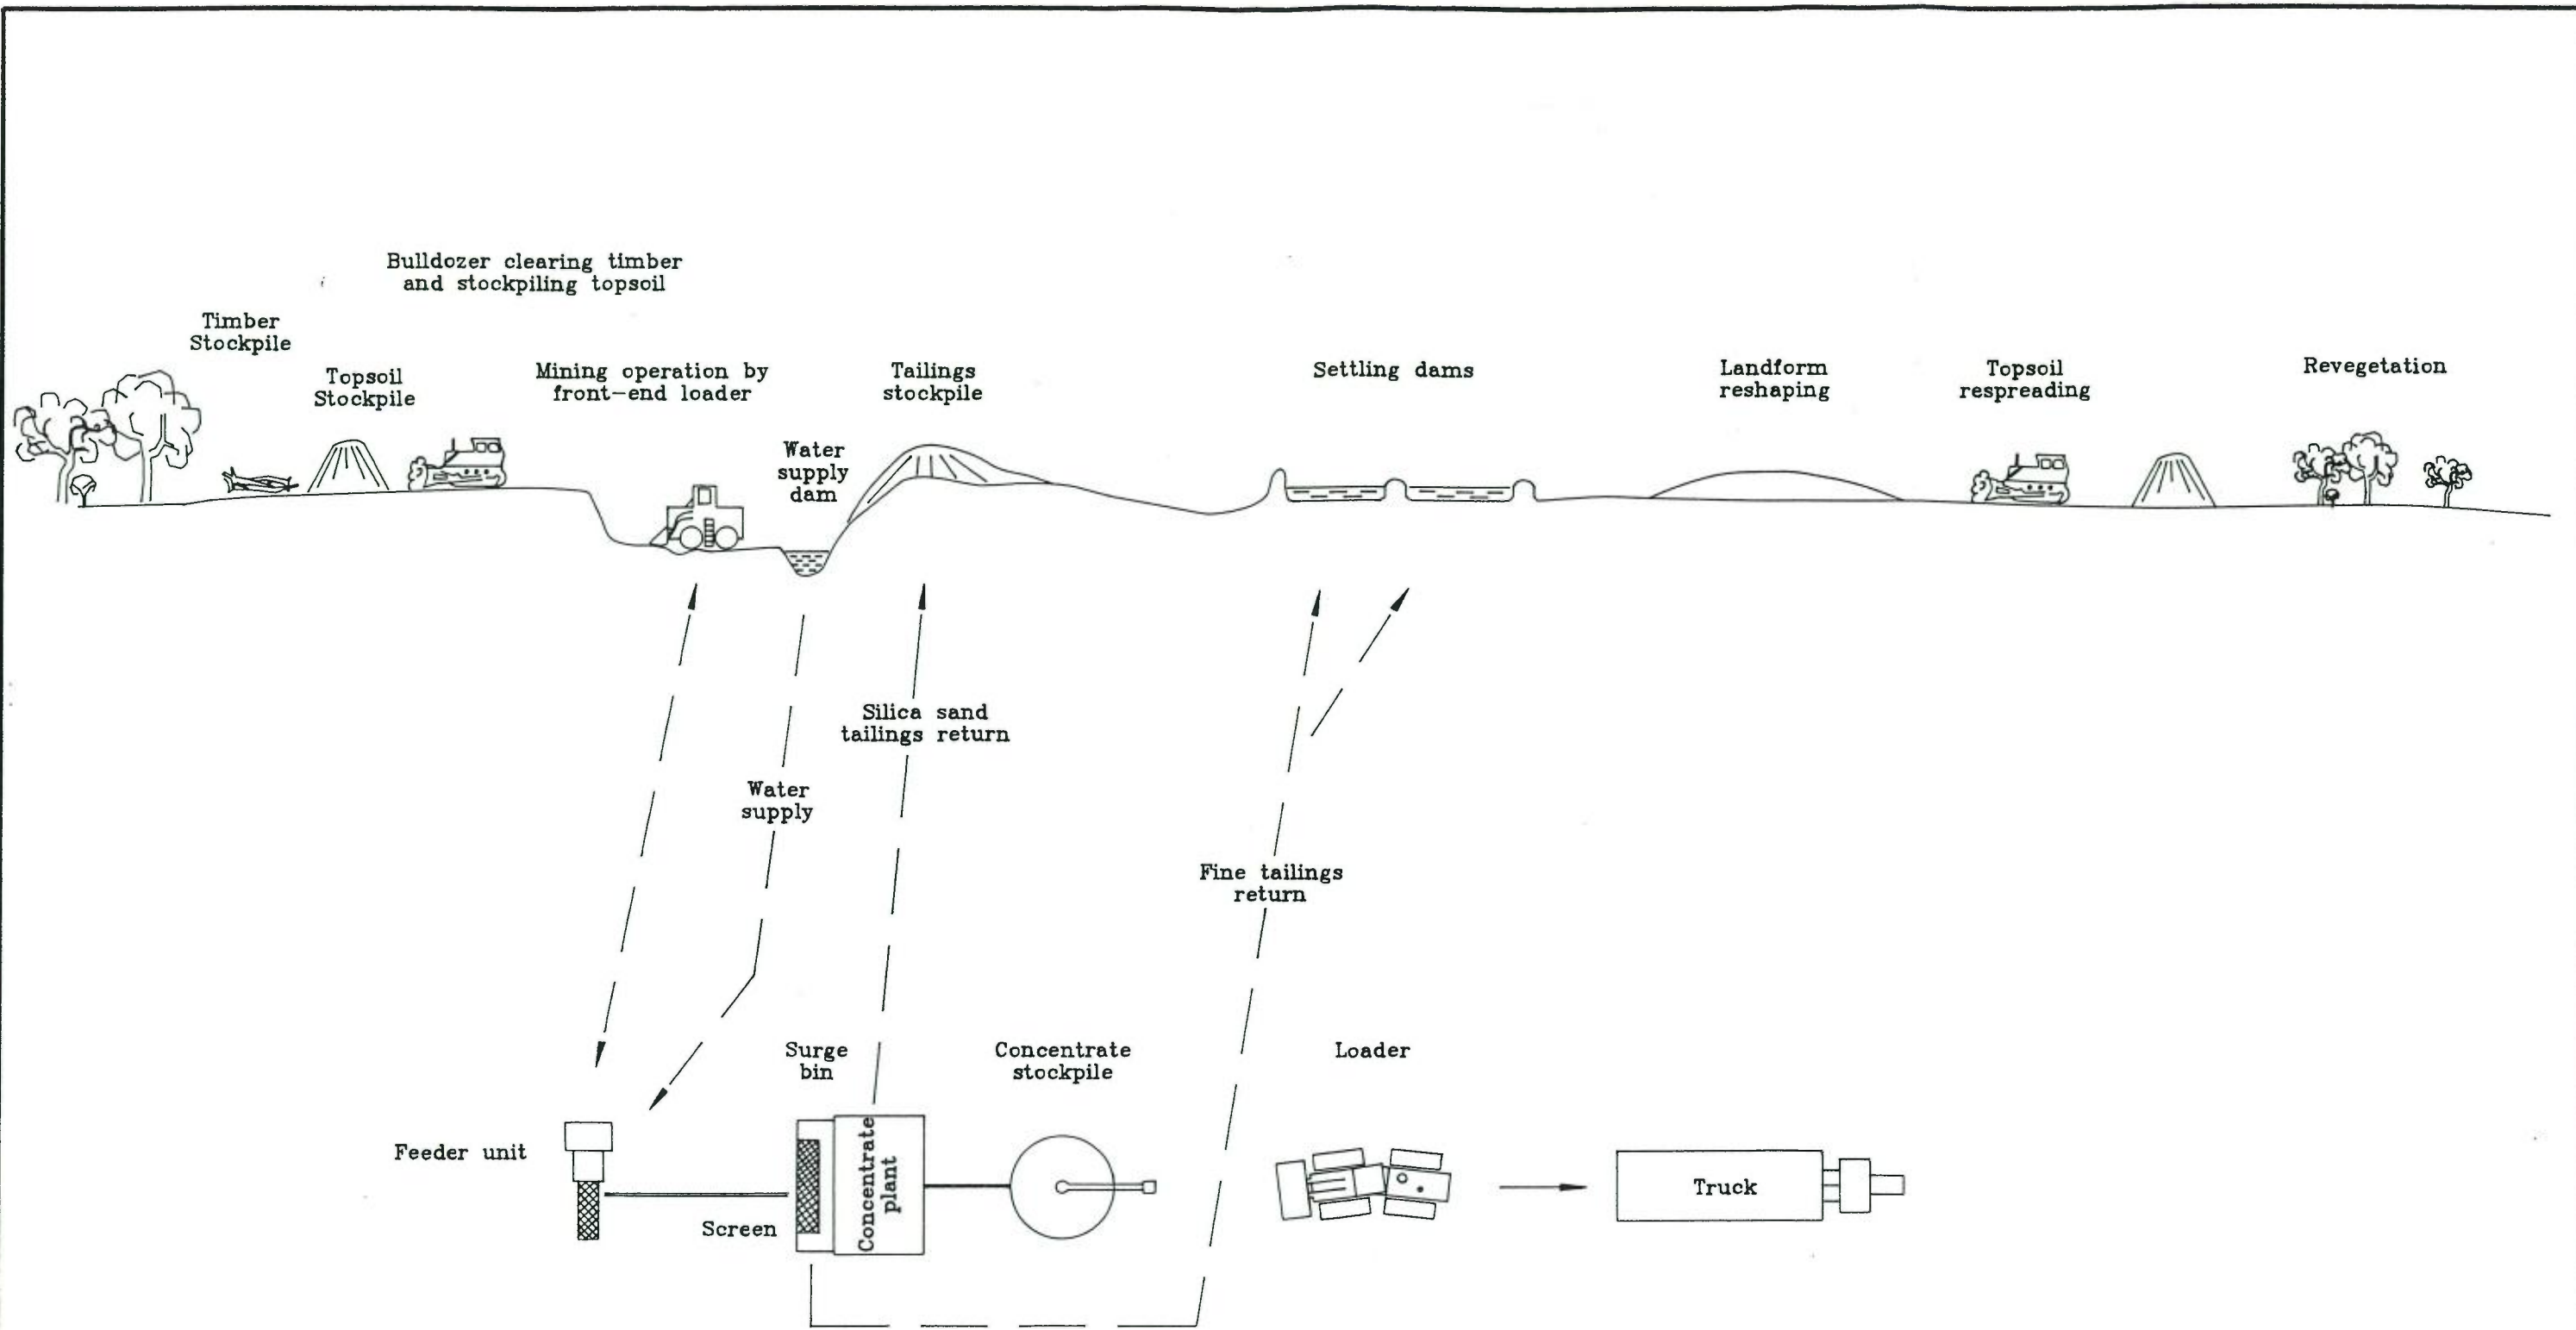 Bulldozer clearing timber
and stockpiling topsoil
Timber
Stockpile
Topsoil
Stockpile
Mining operation by
front-end loader
Water
supply
dam
Tailings
stockpile
Settling dams
Landform
reshaping
Topsoil
respreading
Revegetation
Silica sand
tailings return
Water
supply
Fine tailings
return
Surge
bin
Concentrate
stockpile
Loader
Feeder unit
Screen
Concentrate
plant
Truck